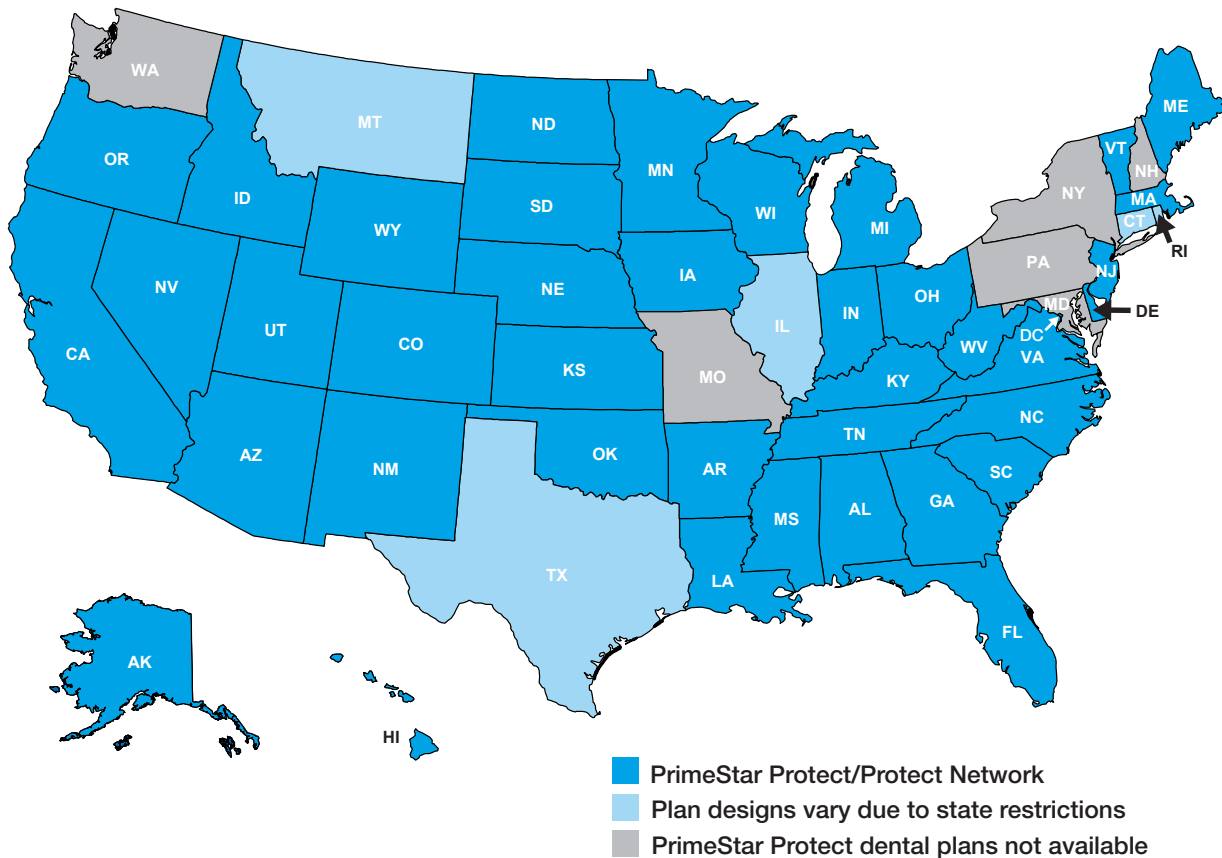 WA
MT
ND
MN
ME
VT
NH
OR
ID
SD
WI
MI
NY
MA
CT
RI
WY
IA
PA
NJ
NV
NE
IL
IN
OH
MD
DE
UT
CO
DC
CA
KS
MO
WV
VA
KY
NC
TN
AZ
NM
OK
AR
SC
MS
AL
GA
TX
LA
FL
AK
HI
PrimeStar Protect/Protect Network
Plan designs vary due to state restrictions
PrimeStar Protect dental plans not available